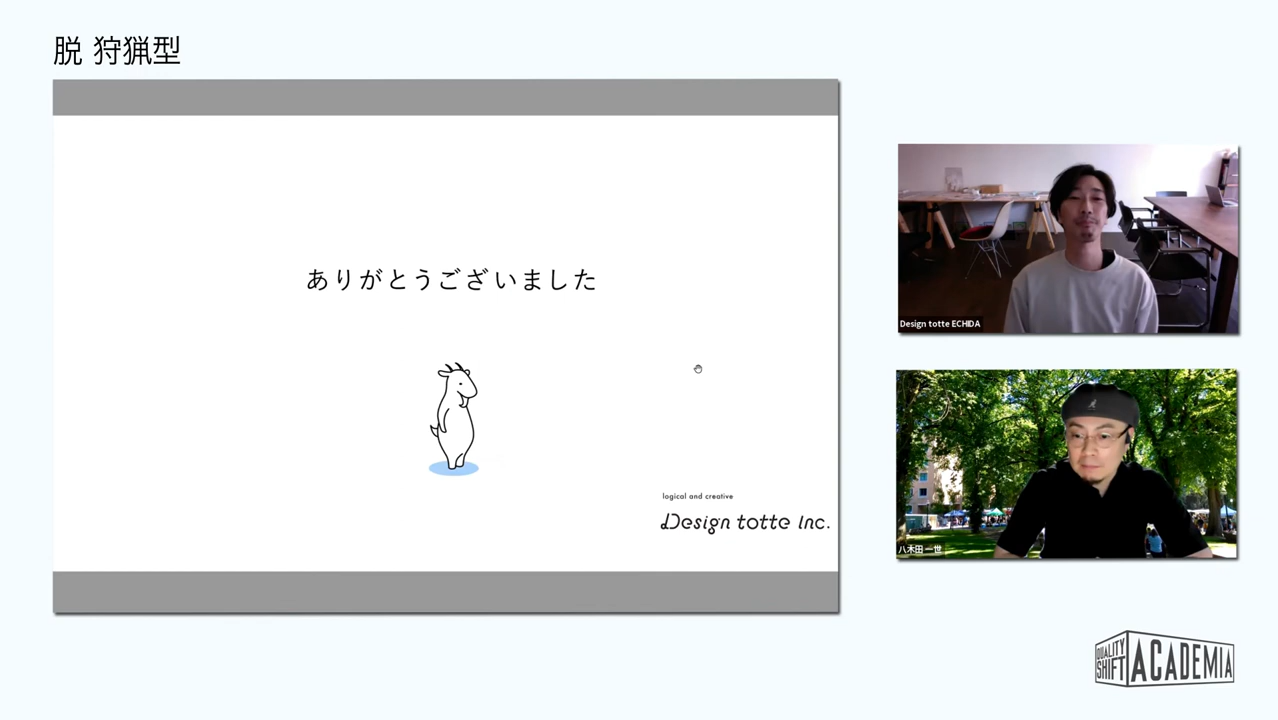 脱 狩猟型
ありがとうございました
logical and creative
Design totte Inc.
Design totte ECHIDA
八木田 一世
QUALITY
SHIFT
ACADEMIA